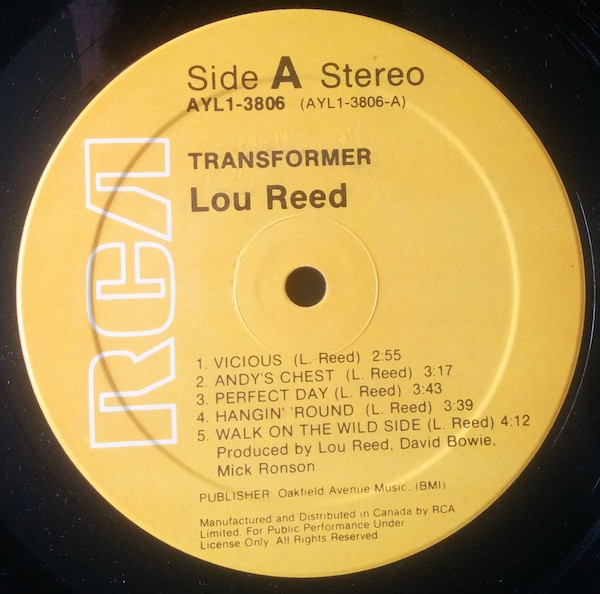 Side A Stereo
AYL1-3806 (AYL1-3806-A)
TRANSFORMER
Lou Reed
RCA
1. VICIOUS (L. Reed) 2:55
2. ANDY'S CHEST (L. Reed) 3:17
3. PERFECT DAY (L. Reed) 3:43
4. HANGIN' 'ROUND (L. Reed) 3:39
5. WALK ON THE WILD SIDE (L. Reed) 4:12
Produced by Lou Reed, David Bowie,
Mick Ronson
PUBLISHER: Oakfield Avenue Music. (BMI)
Manufactured and Distributed in Canada by RCA
Limited. For Public Performance Under
License Only. All Rights Reserved